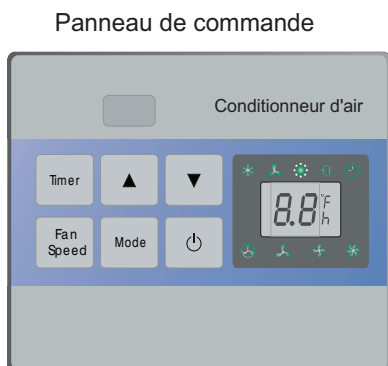 Panneau de commande
Conditionneur d'air
Timer
Fan
Speed
Mode
8.8 °F
h